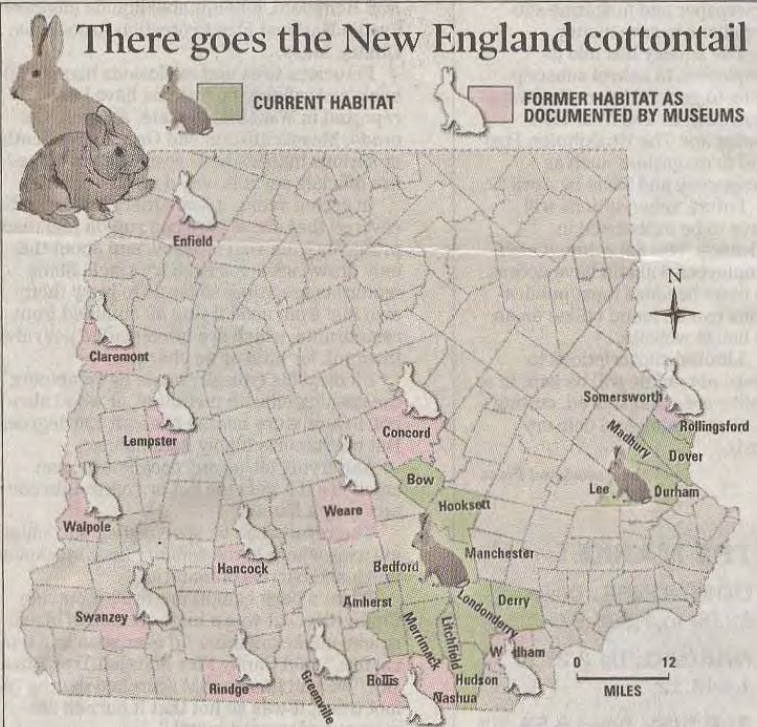 There goes the New England cottontail
CURRENT HABITAT
FORMER HABITAT AS
DOCUMENTED BY MUSEUMS
Enfield
N
Claremont
Somersworth
Rollingsford
Lempster
Concord
Madbury
Dover
Bow
Lee
Durham
Weare
Hooksett
Walpole
Hancock
Bedford
Manchester
Amherst
Derry
Londonderry
Swanzey
Merrimack
Litchfield
Hollis
Hudson
Nashua
Rindge
Greenville
0 12
MILES